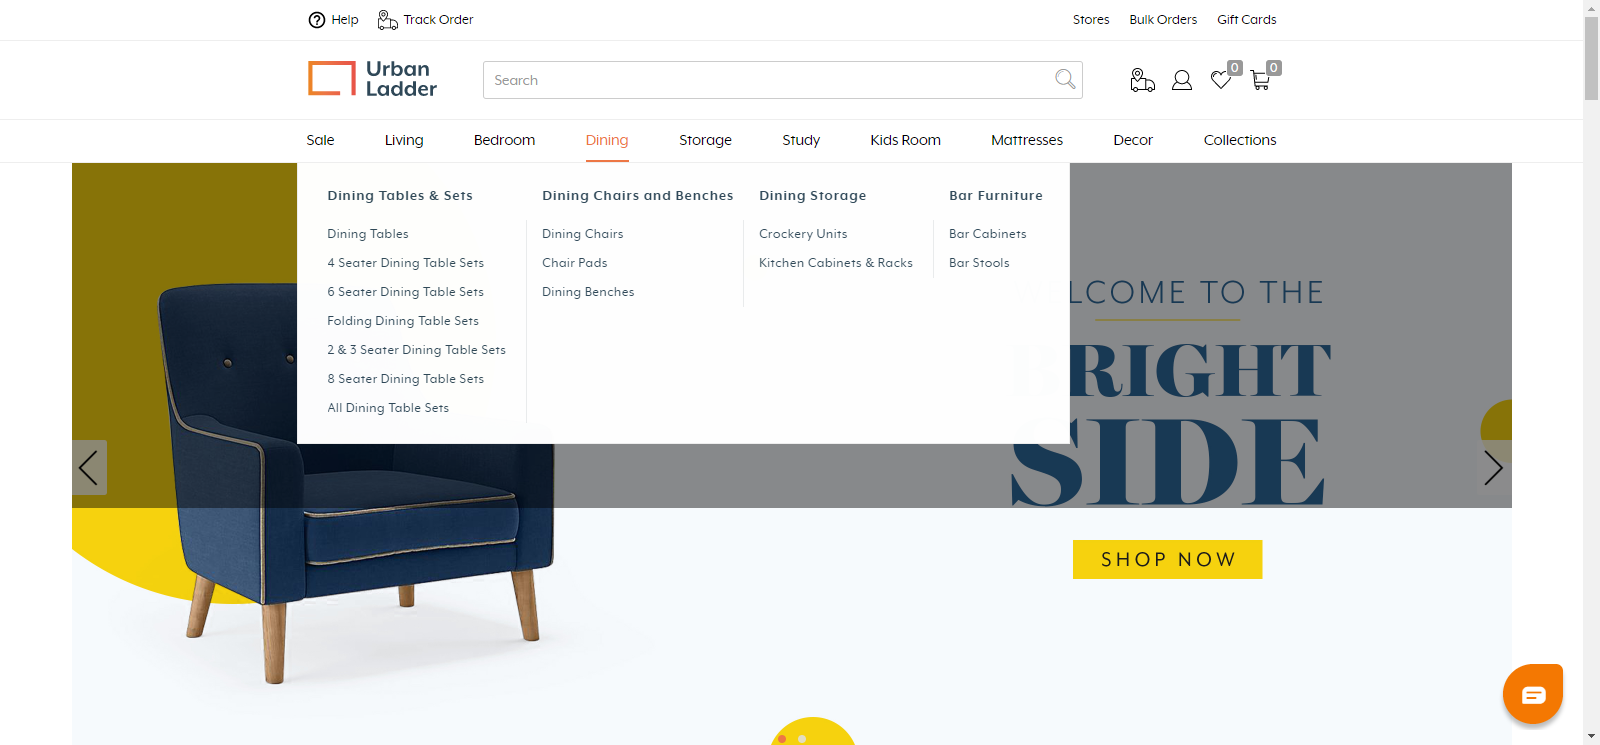 Help
Track Order
Stores
Bulk Orders
Gift Cards
Urban
Ladder
Search
0
0
Sale
Living
Bedroom
Dining
Storage
Study
Kids Room
Mattresses
Decor
Collections
Dining Tables & Sets
Dining Tables
4 Seater Dining Table Sets
6 Seater Dining Table Sets
Folding Dining Table Sets
2 & 3 Seater Dining Table Sets
8 Seater Dining Table Sets
All Dining Table Sets
Dining Chairs and Benches
Dining Chairs
Chair Pads
Dining Benches
Dining Storage
Crockery Units
Kitchen Cabinets & Racks
Bar Furniture
Bar Cabinets
Bar Stools
LCOME TO THE
RIGHT
SIDE
SHOP NOW